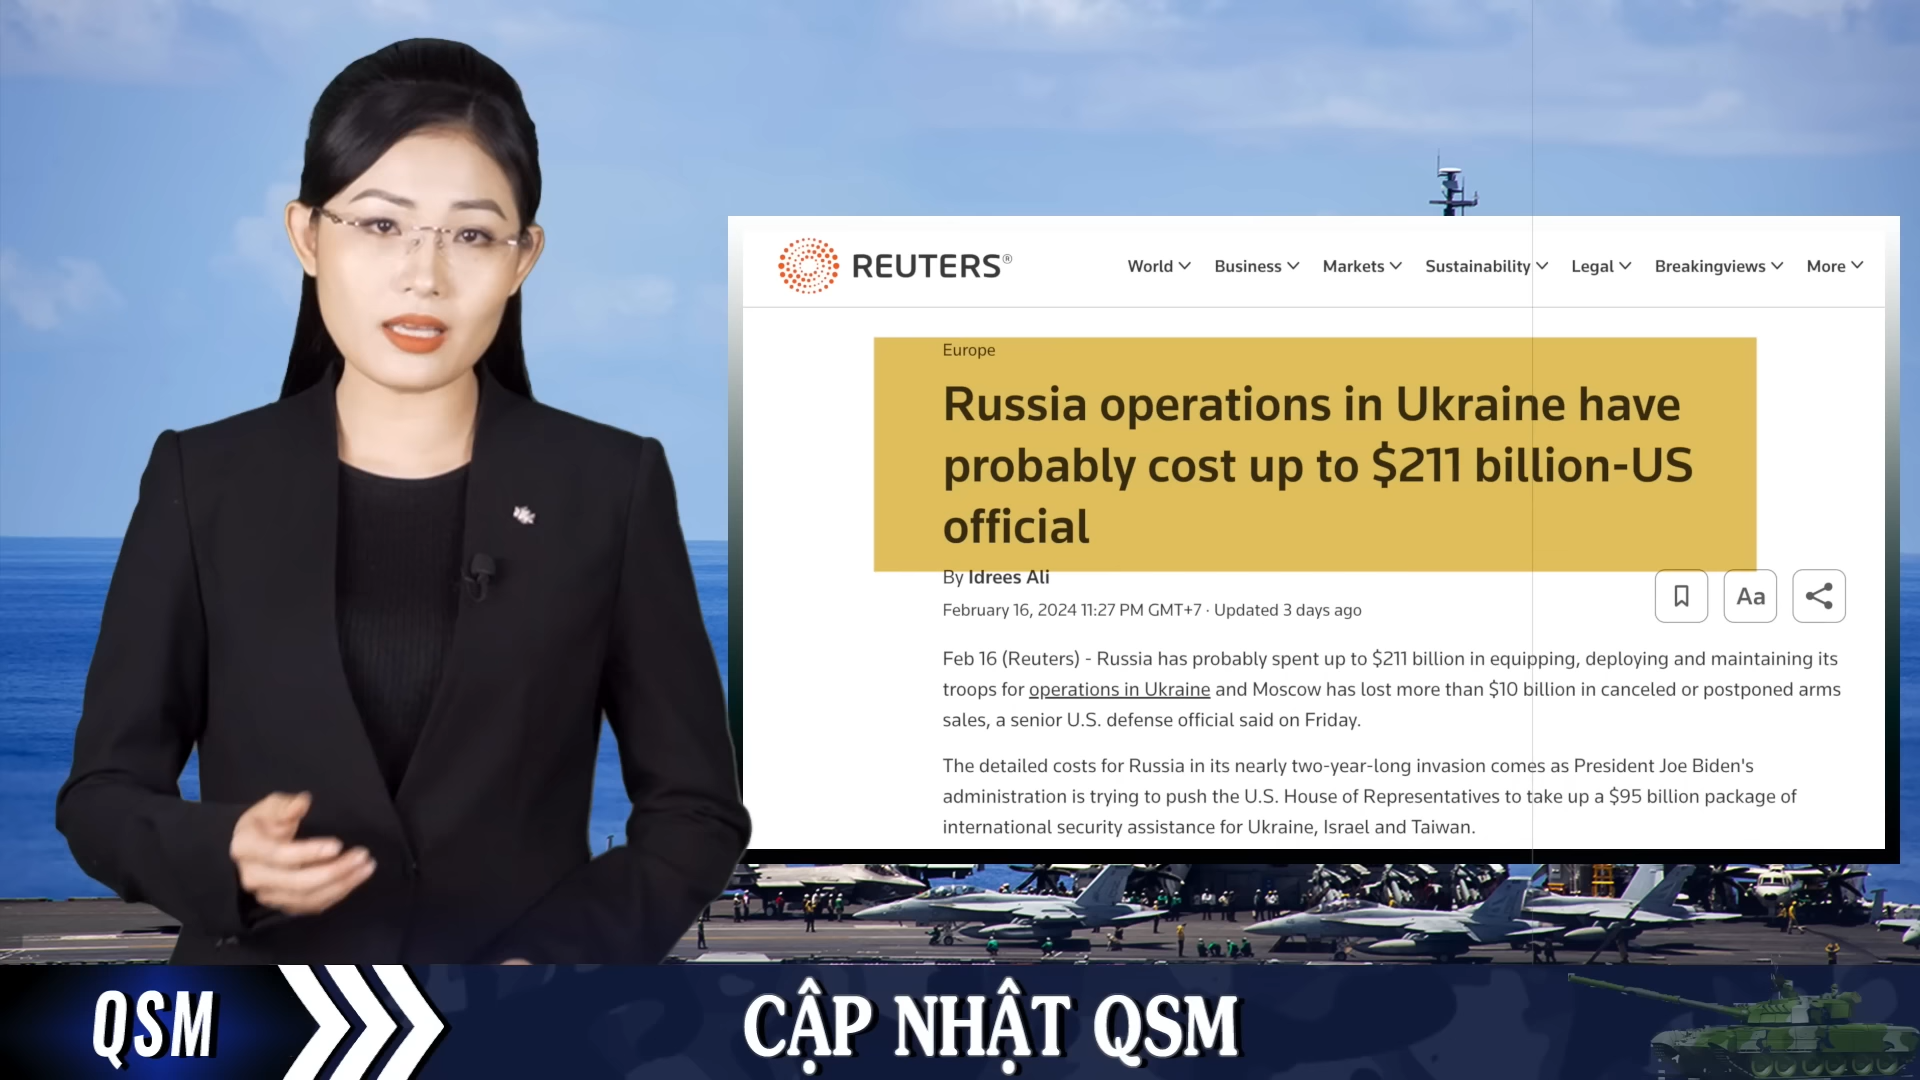 REUTERS®
World
Business
Markets
Sustainability
Legal
Breakingviews
More
Europe
Russia operations in Ukraine have
probably cost up to $211 billion-US
official
By Idrees Ali
February 16, 2024 11:27 PM GMT+7 · Updated 3 days ago
Aa
Feb 16 (Reuters) - Russia has probably spent up to $211 billion in equipping, deploying and maintaining its
troops for operations in Ukraine and Moscow has lost more than $10 billion in canceled or postponed arms
sales, a senior U.S. defense official said on Friday.
The detailed costs for Russia in its nearly two-year-long invasion comes as President Joe Biden's
administration is trying to push the U.S. House of Representatives to take up a $95 billion package of
international security assistance for Ukraine, Israel and Taiwan.
QSM
CẬP NHẬT QSM